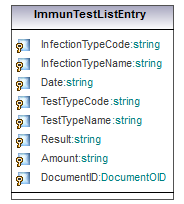 ImmunTestListEntry
InfectionTypeCode:string
InfectionTypeName:string
Date:string
TestTypeCode:string
TestTypeName:string
Result:string
Amount:string
DocumentID:DocumentOID